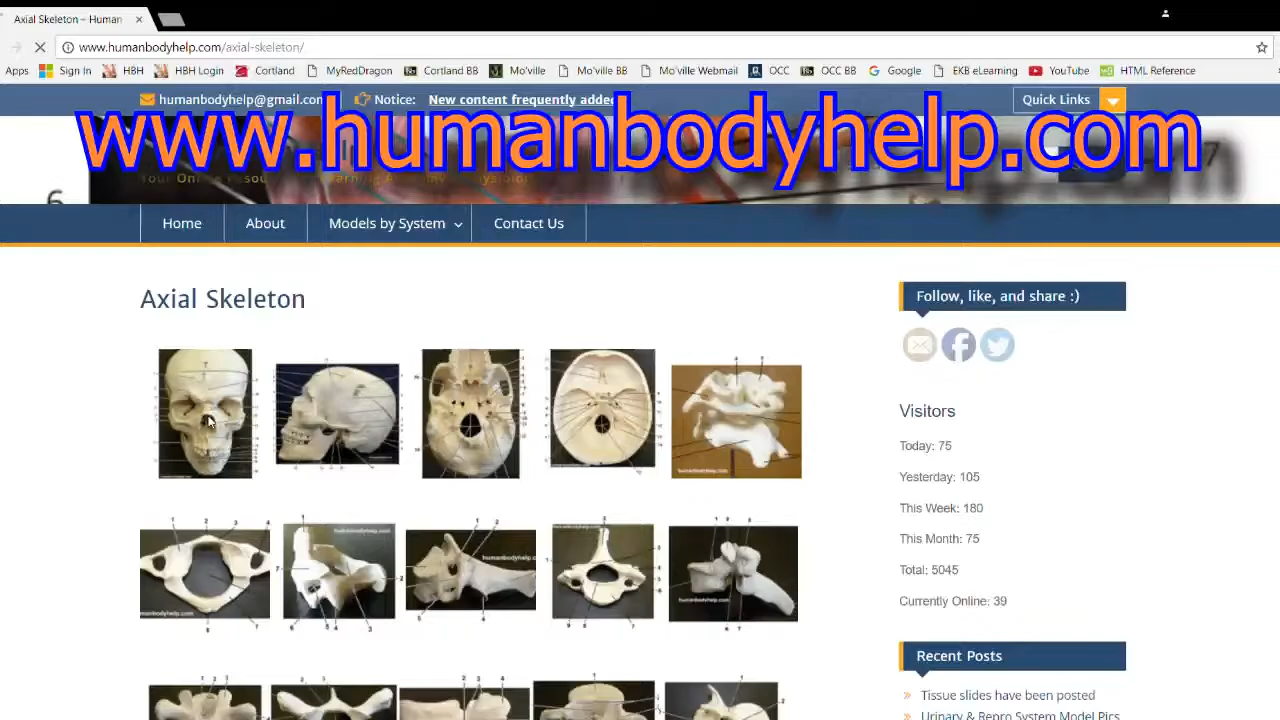 Axial Skeleton – Human
www.humanbodyhelp.com/axial-skeleton/
Apps Sign In HBH HBH Login Cortland MyRedDragon Cortland BB Mo'ville Mo'ville BB Mo'ville Webmail OCC OCC BB Google EKB eLearning YouTube HTML Reference
humanbodyhelp@gmail.com Notice: New content frequently added Quick Links
www.humanbodyhelp.com
Home About Models by System Contact Us
Axial Skeleton
Follow, like, and share :)
Visitors
Today: 75
Yesterday: 105
This Week: 180
This Month: 75
Total: 5045
Currently Online: 39
Recent Posts
Tissue slides have been posted
Urinary & Repro System Model Pics